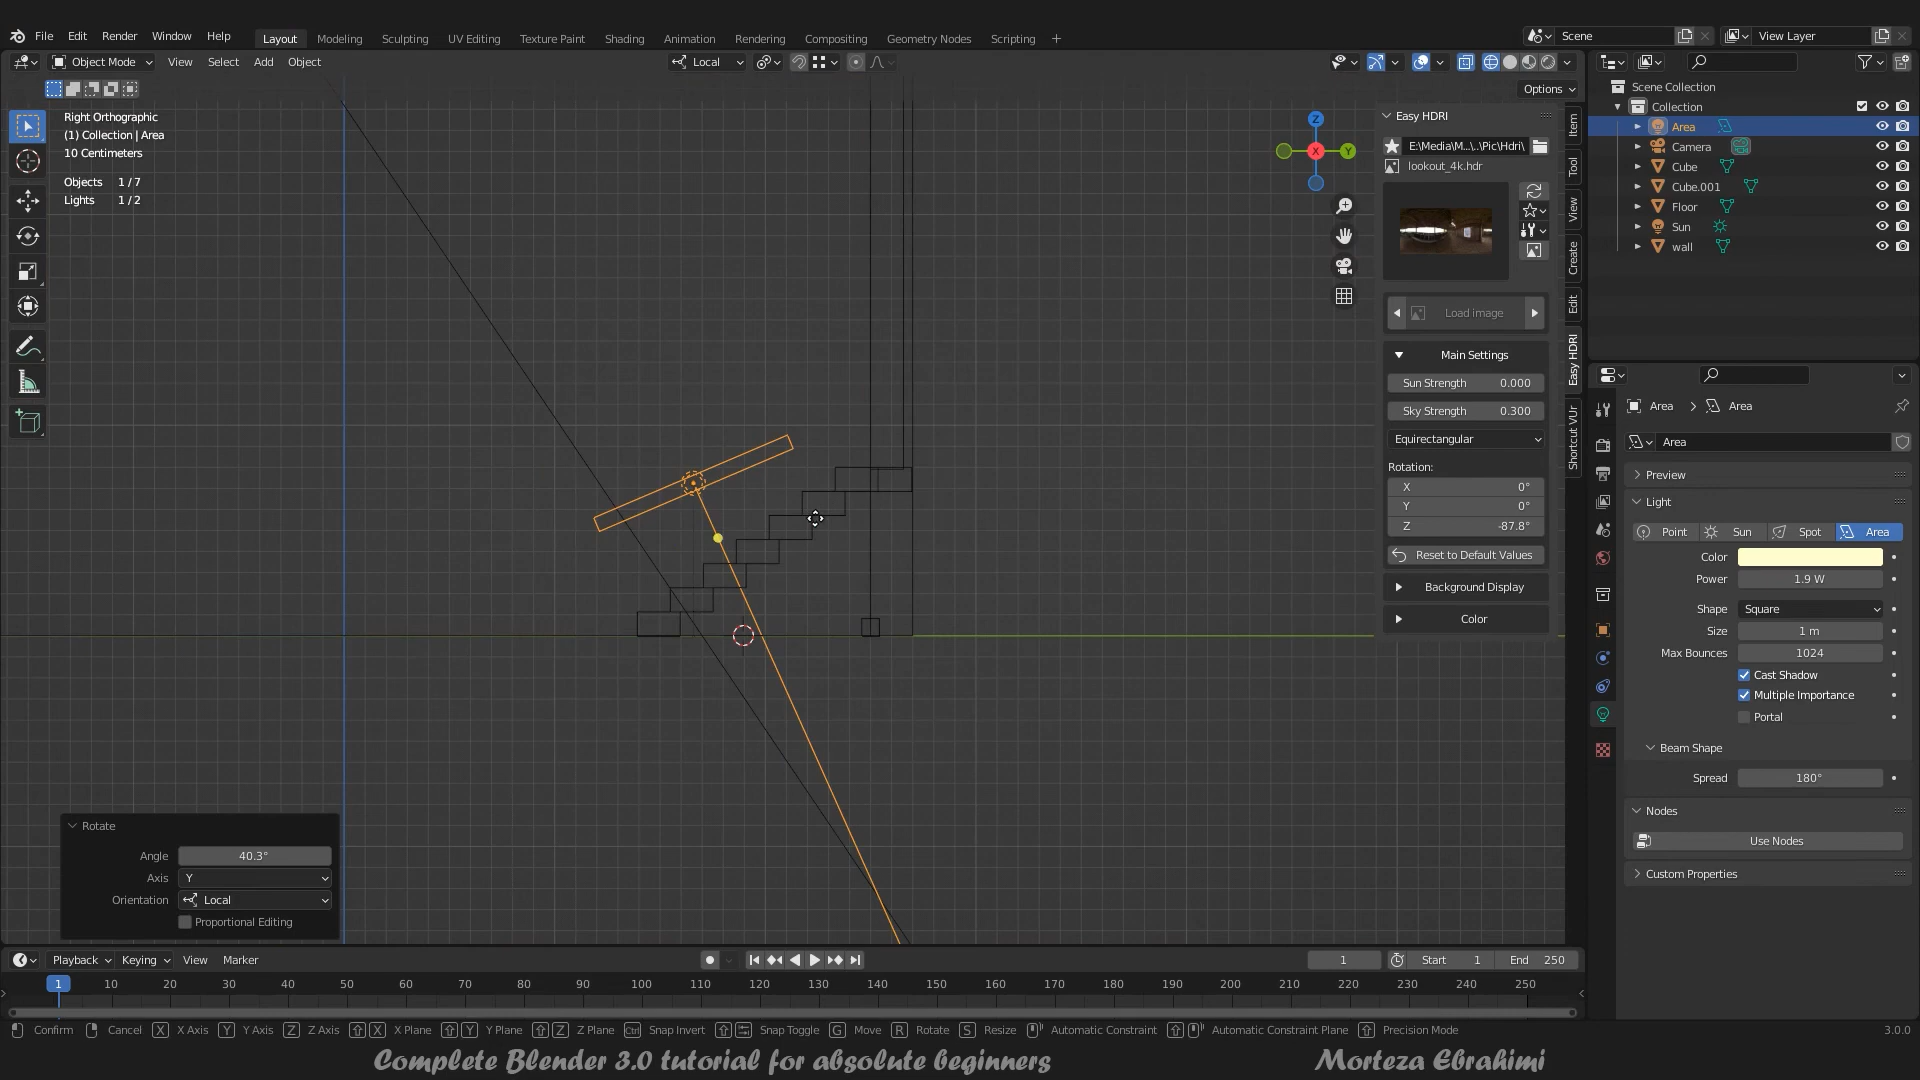 File Edit Render Window Help Layout Modeling Sculpting UV Editing Texture Paint Shading Animation Rendering Compositing Geometry Nodes Scripting + Scene View Layer
Object Mode View Select Add Object Local
Options
Right Orthographic
(1) Collection | Area
10 Centimeters
Objects 1 / 7
Lights 1 / 2
Z
Y
X
Easy HDRI
E:\Media\M...\..Pic\Hdri\
lookout_4k.hdr
Load image
Main Settings
Sun Strength 0.000
Sky Strength 0.300
Equirectangular
Rotation:
X 0°
Y 0°
Z -87.8°
Reset to Default Values
Background Display
Color
Item
Tool
View
Create
Edit
Easy HDRI
Shortcut VUr
Scene Collection
Collection
Area
Camera
Cube
Cube.001
Floor
Sun
wall
Area > Area
Area
Preview
Light
Point Sun Spot Area
Color
Power 1.9 W
Shape Square
Size 1 m
Max Bounces 1024
Cast Shadow
Multiple Importance
Portal
Beam Shape
Spread 180°
Nodes
Use Nodes
Custom Properties
Rotate
Angle 40.3°
Axis Y
Orientation Local
Proportional Editing
Playback Keying View Marker 1 Start 1 End 250
1 10 20 30 40 50 60 70 80 90 100 110 120 130 140 150 160 170 180 190 200 210 220 230 240 250
Confirm Cancel X X Axis Y Y Axis Z Z Axis X X Plane Y Y Plane Z Z Plane Ctrl Snap Invert Snap Toggle G Move R Rotate S Resize Automatic Constraint Automatic Constraint Plane Precision Mode 3.0.0
Complete Blender 3.0 tutorial for absolute beginners Morteza Ebrahimi